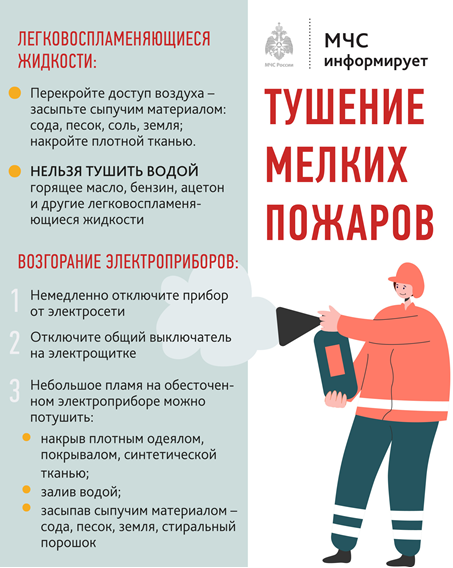 ЛЕГКОВОСПЛАМЕНЯЮЩИЕСЯ
ЖИДКОСТИ:
Перекройте доступ воздуха –
засыпьте сыпучим материалом:
сода, песок, соль, земля;
накройте плотной тканью.
НЕЛЬЗЯ ТУШИТЬ ВОДОЙ
горящее масло, бензин, ацетон
и другие легковоспламеня-
ющиеся жидкости
ВОЗГОРАНИЕ ЭЛЕКТРОПРИБОРОВ:
1 Немедленно отключите прибор
от электросети
2 Отключите общий выключатель
на электрощитке
3 Небольшое пламя на обесточен-
ном электроприборе можно
потушить:
накрыв плотным одеялом,
покрывалом, синтетической
тканью;
залив водой;
засыпав сыпучим материалом –
сода, песок, земля, стиральный
порошок
МЧС России
МЧС
информирует
ТУШЕНИЕ
МЕЛКИХ
ПОЖАРОВ